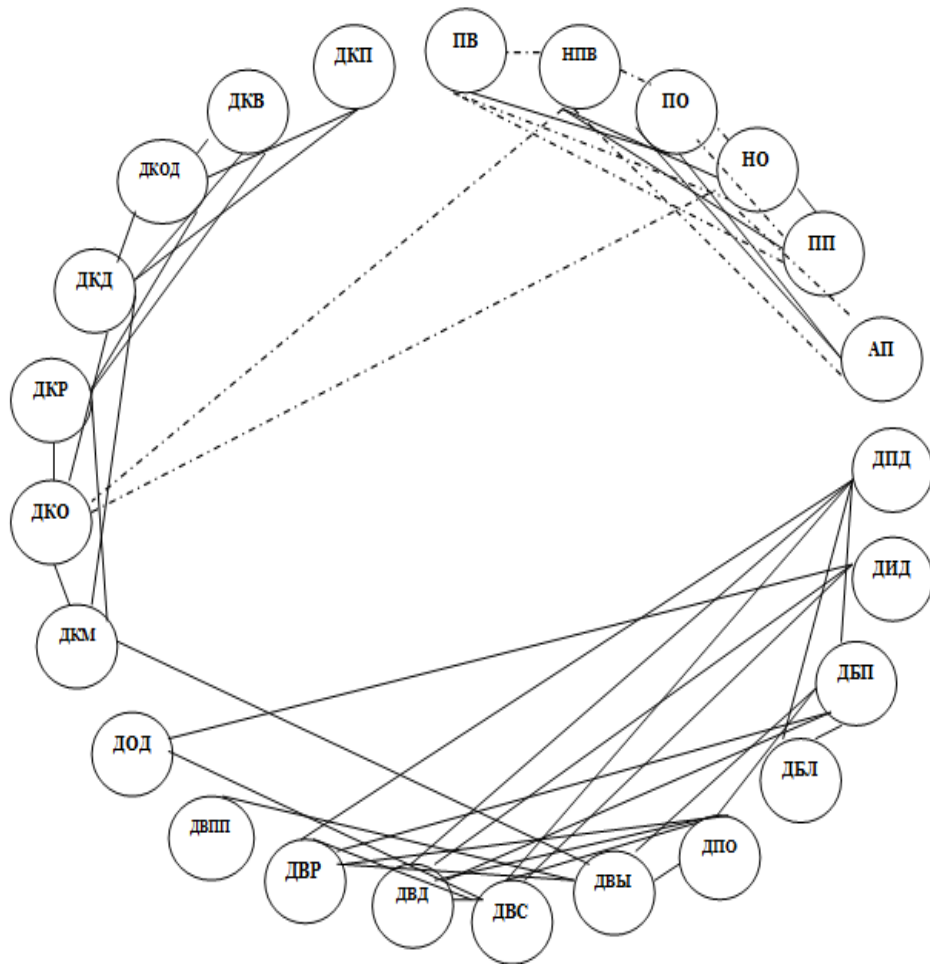 ДКП
ПВ
НПВ
ДКВ
ПО
ДКОД
НО
ДКД
ПП
ДКР
АП
ДПД
ДКО
ДИД
ДКМ
ДБП
ДОД
ДБЛ
ДВПП
ДПО
ДВР
ДВД
ДВЫ
ДВС